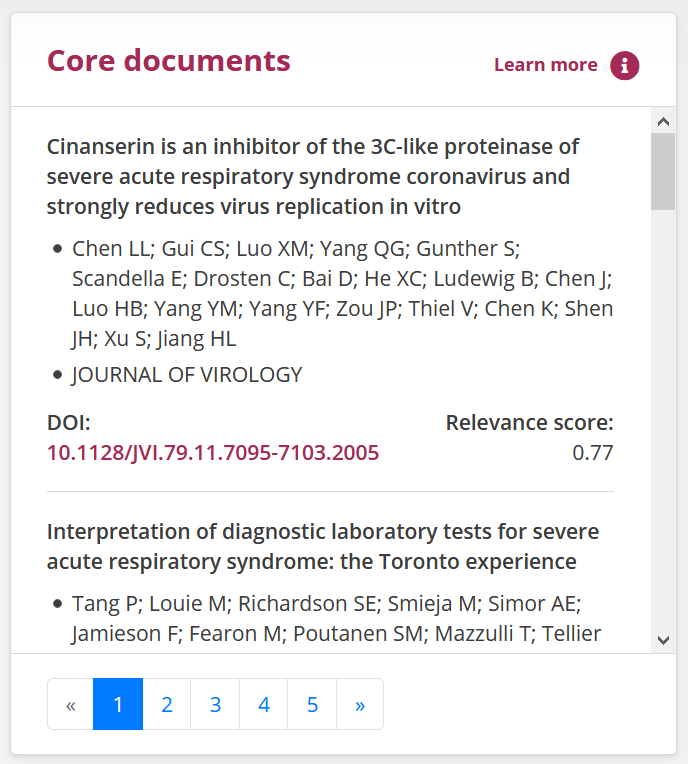 Core documents
Learn more
Cinanserin is an inhibitor of the 3C-like proteinase of
severe acute respiratory syndrome coronavirus and
strongly reduces virus replication in vitro
Chen LL; Gui CS; Luo XM; Yang QG; Gunther S;
Scandella E; Drosten C; Bai D; He XC; Ludewig B; Chen J;
Luo HB; Yang YM; Yang YF; Zou JP; Thiel V; Chen K; Shen
JH; Xu S; Jiang HL
JOURNAL OF VIROLOGY
DOI:
10.1128/JVI.79.11.7095-7103.2005
Relevance score:
0.77
Interpretation of diagnostic laboratory tests for severe
acute respiratory syndrome: the Toronto experience
Tang P; Louie M; Richardson SE; Smieja M; Simor AE;
Jamieson F; Fearon M; Poutanen SM; Mazzulli T; Tellier
« 1 2 3 4 5 »